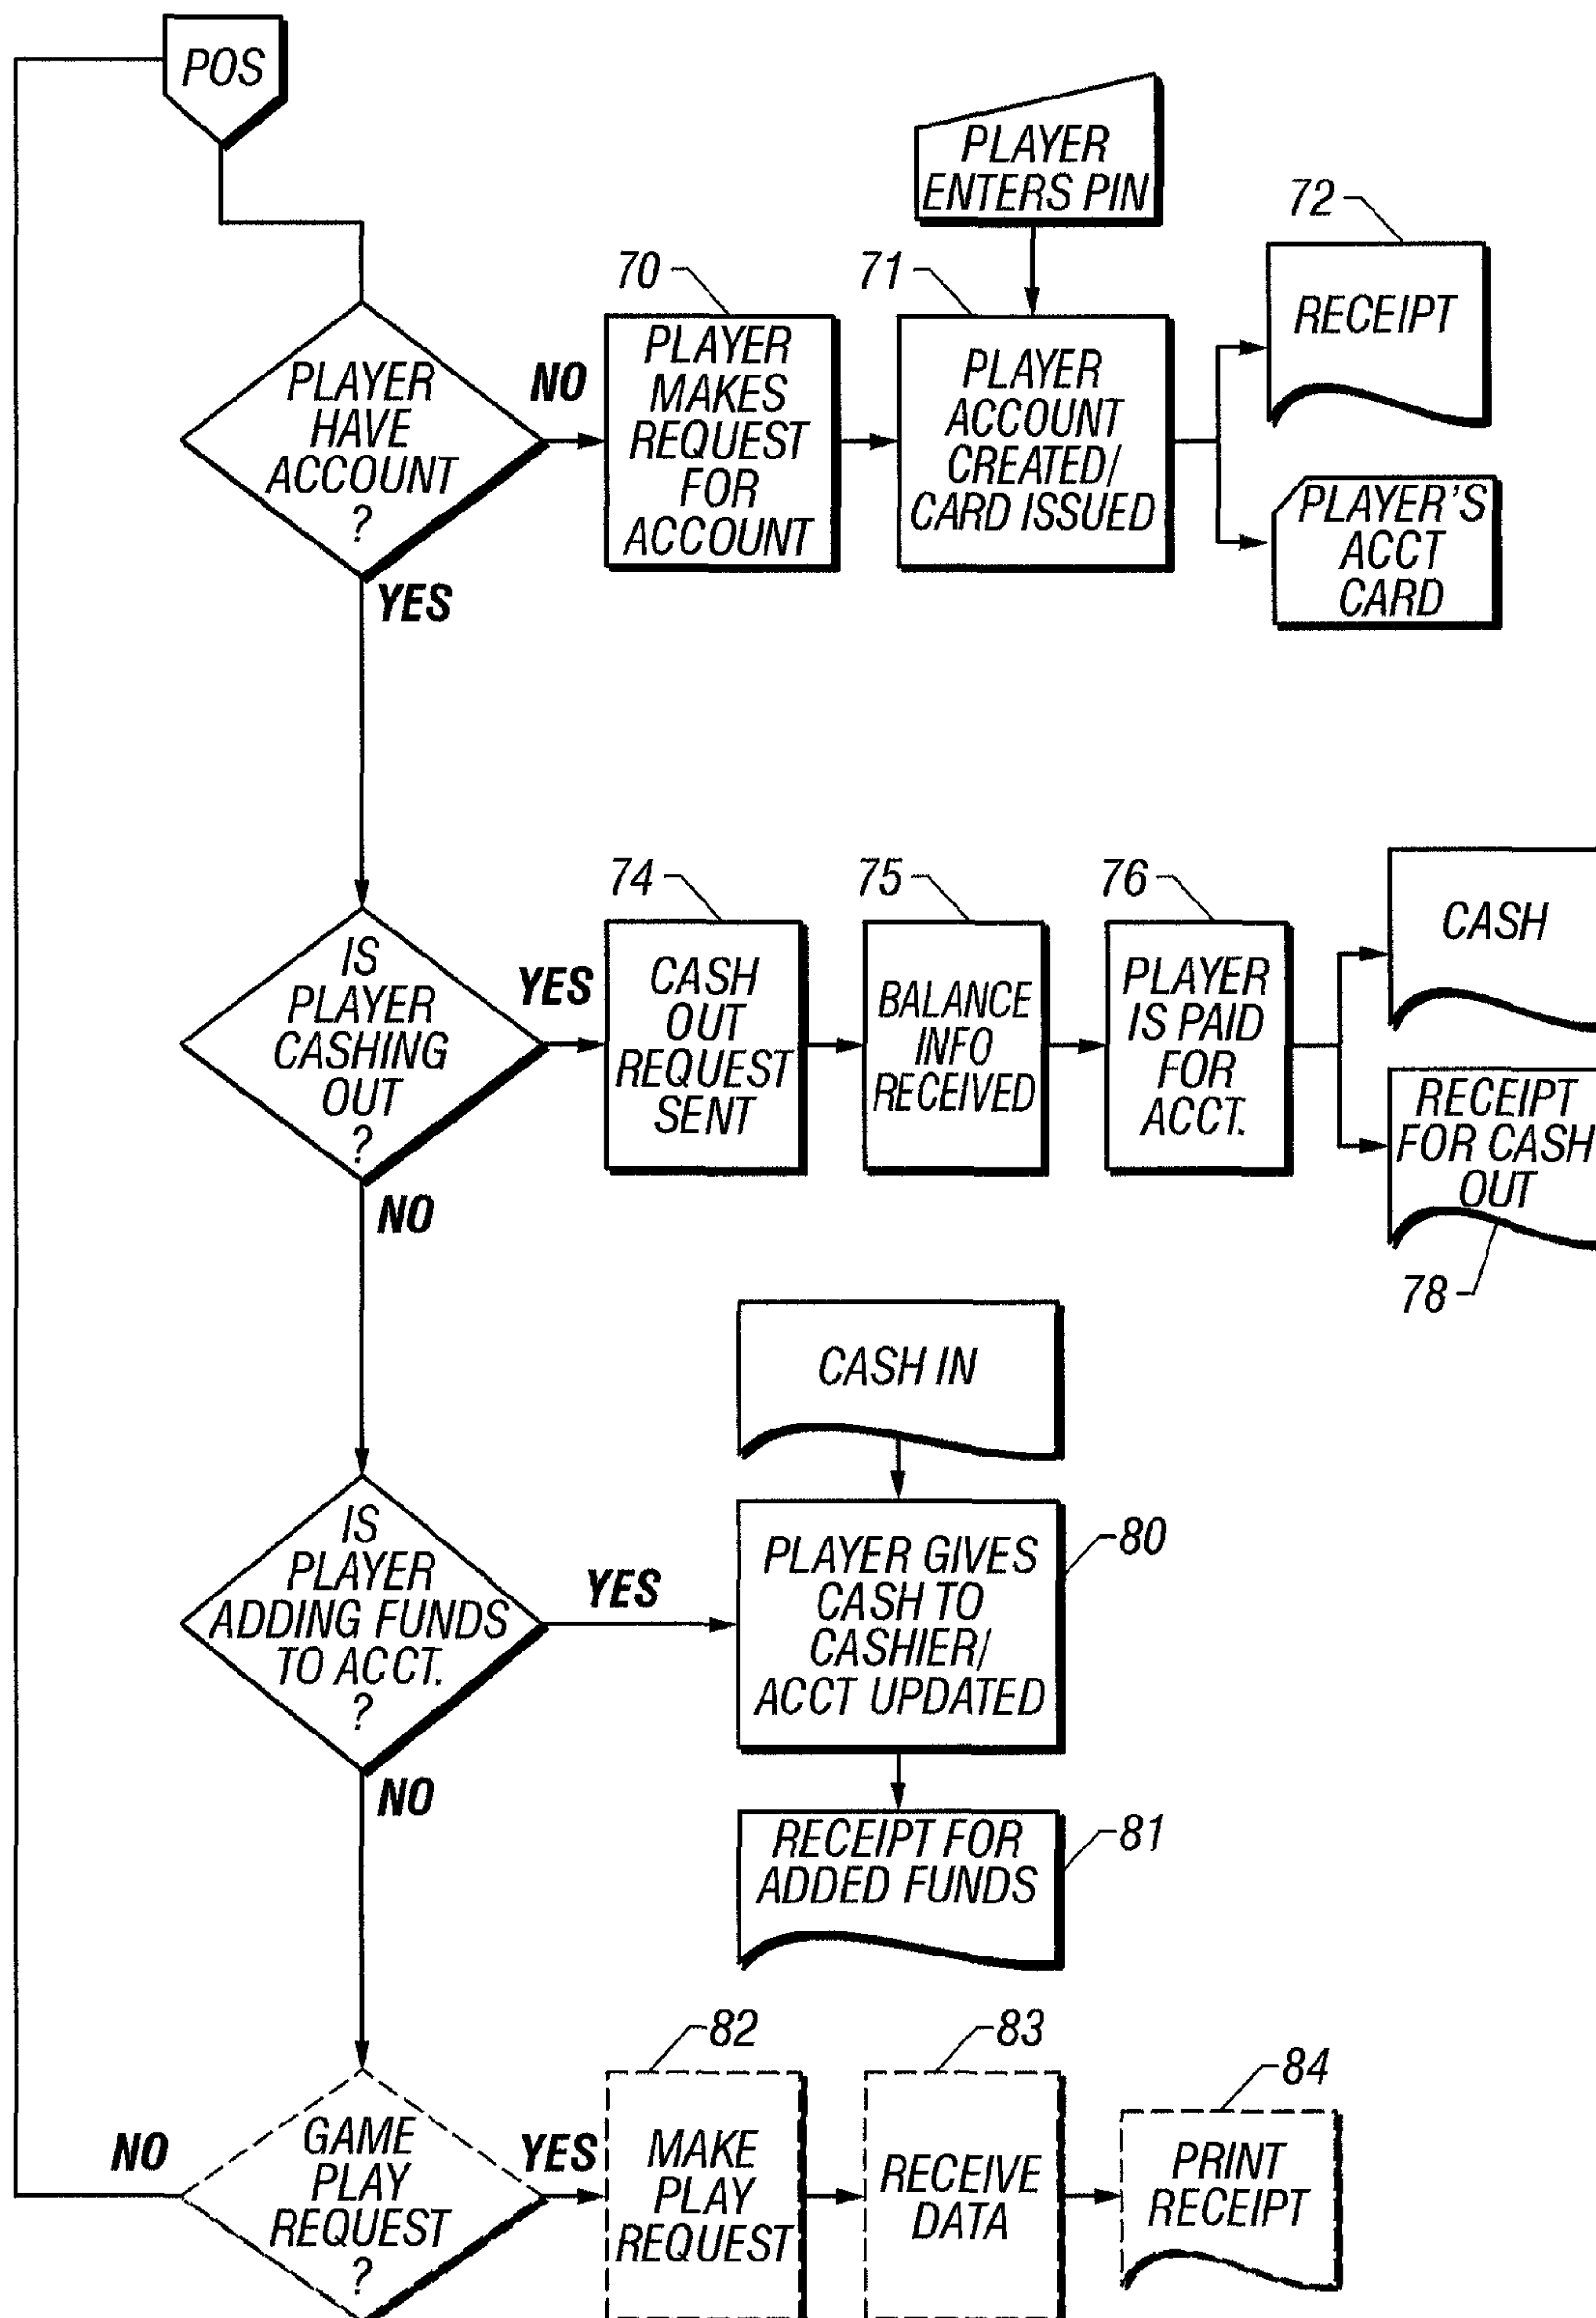 POS
PLAYER
ENTERS PIN
72
70
71
RECEIPT
PLAYER
HAVE
ACCOUNT
?
NO
PLAYER
MAKES
REQUEST
FOR
ACCOUNT
PLAYER
ACCOUNT
CREATED/
CARD ISSUED
PLAYER'S
ACCT
CARD
YES
74
75
76
CASH
IS
PLAYER
CASHING
OUT
?
YES
CASH
OUT
REQUEST
SENT
BALANCE
INFO
RECEIVED
PLAYER
IS PAID
FOR
ACCT.
RECEIPT
FOR CASH
OUT
78
NO
CASH IN
IS
PLAYER
ADDING FUNDS
TO ACCT.
?
YES
PLAYER GIVES
CASH TO
CASHIER/
ACCT UPDATED
80
NO
RECEIPT FOR
ADDED FUNDS
81
82
83
84
NO
GAME
PLAY
REQUEST
?
YES
MAKE
PLAY
REQUEST
RECEIVE
DATA
PRINT
RECEIPT